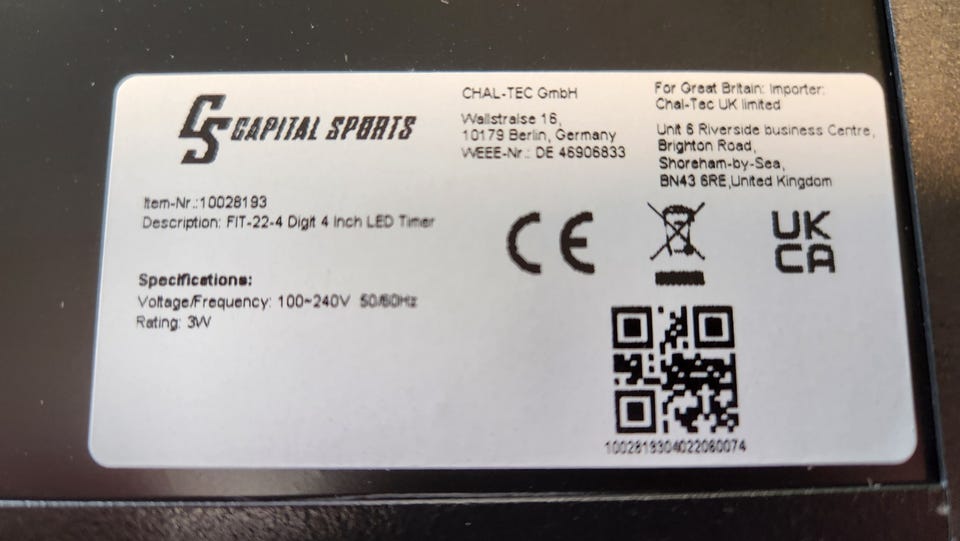 CS CAPITAL SPORTS
Item-Nr.:10028193
Description: FIT-22-4 Digit 4 Inch LED Timer
Specifications:
Voltage/Frequency: 100~240V 50/60Hz
Rating: 3W
CHAL-TEC GmbH
Wallstraise 16,
10179 Berlin, Germany
WEEE-Nr.: DE 46906833
For Great Britain: Importer:
Chal-Tec UK limited
Unit 6 Riverside business Centre,
Brighton Road,
Shoreham-by-Sea,
BN43 6RE,United Kingdom
CE
UK
CA
1002819304022080074